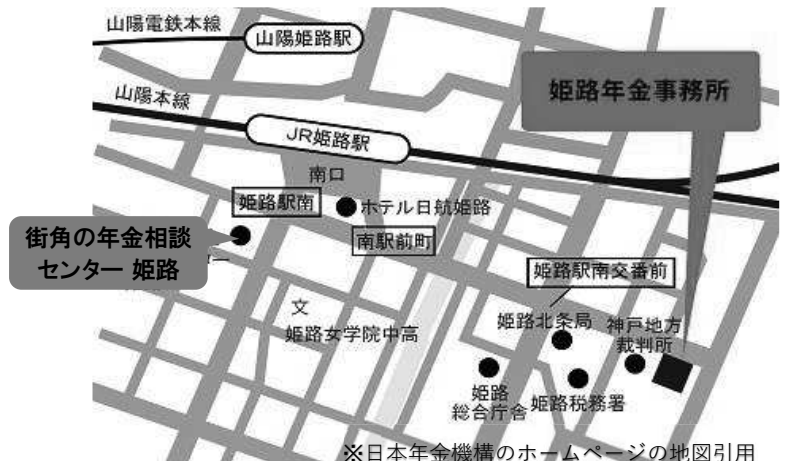 山陽電鉄本線
山陽姫路駅
姫路年金事務所
山陽本線
JR姫路駅
南口
姫路駅南
ホテル日航姫路
街角の年金相談
センター 姫路
ー
南駅前町
姫路駅南交番前
文
姫路女学院中高
姫路北条局
神戸地方
裁判所
姫路
総合庁舎
姫路税務署
※日本年金機構のホームページの地図引用